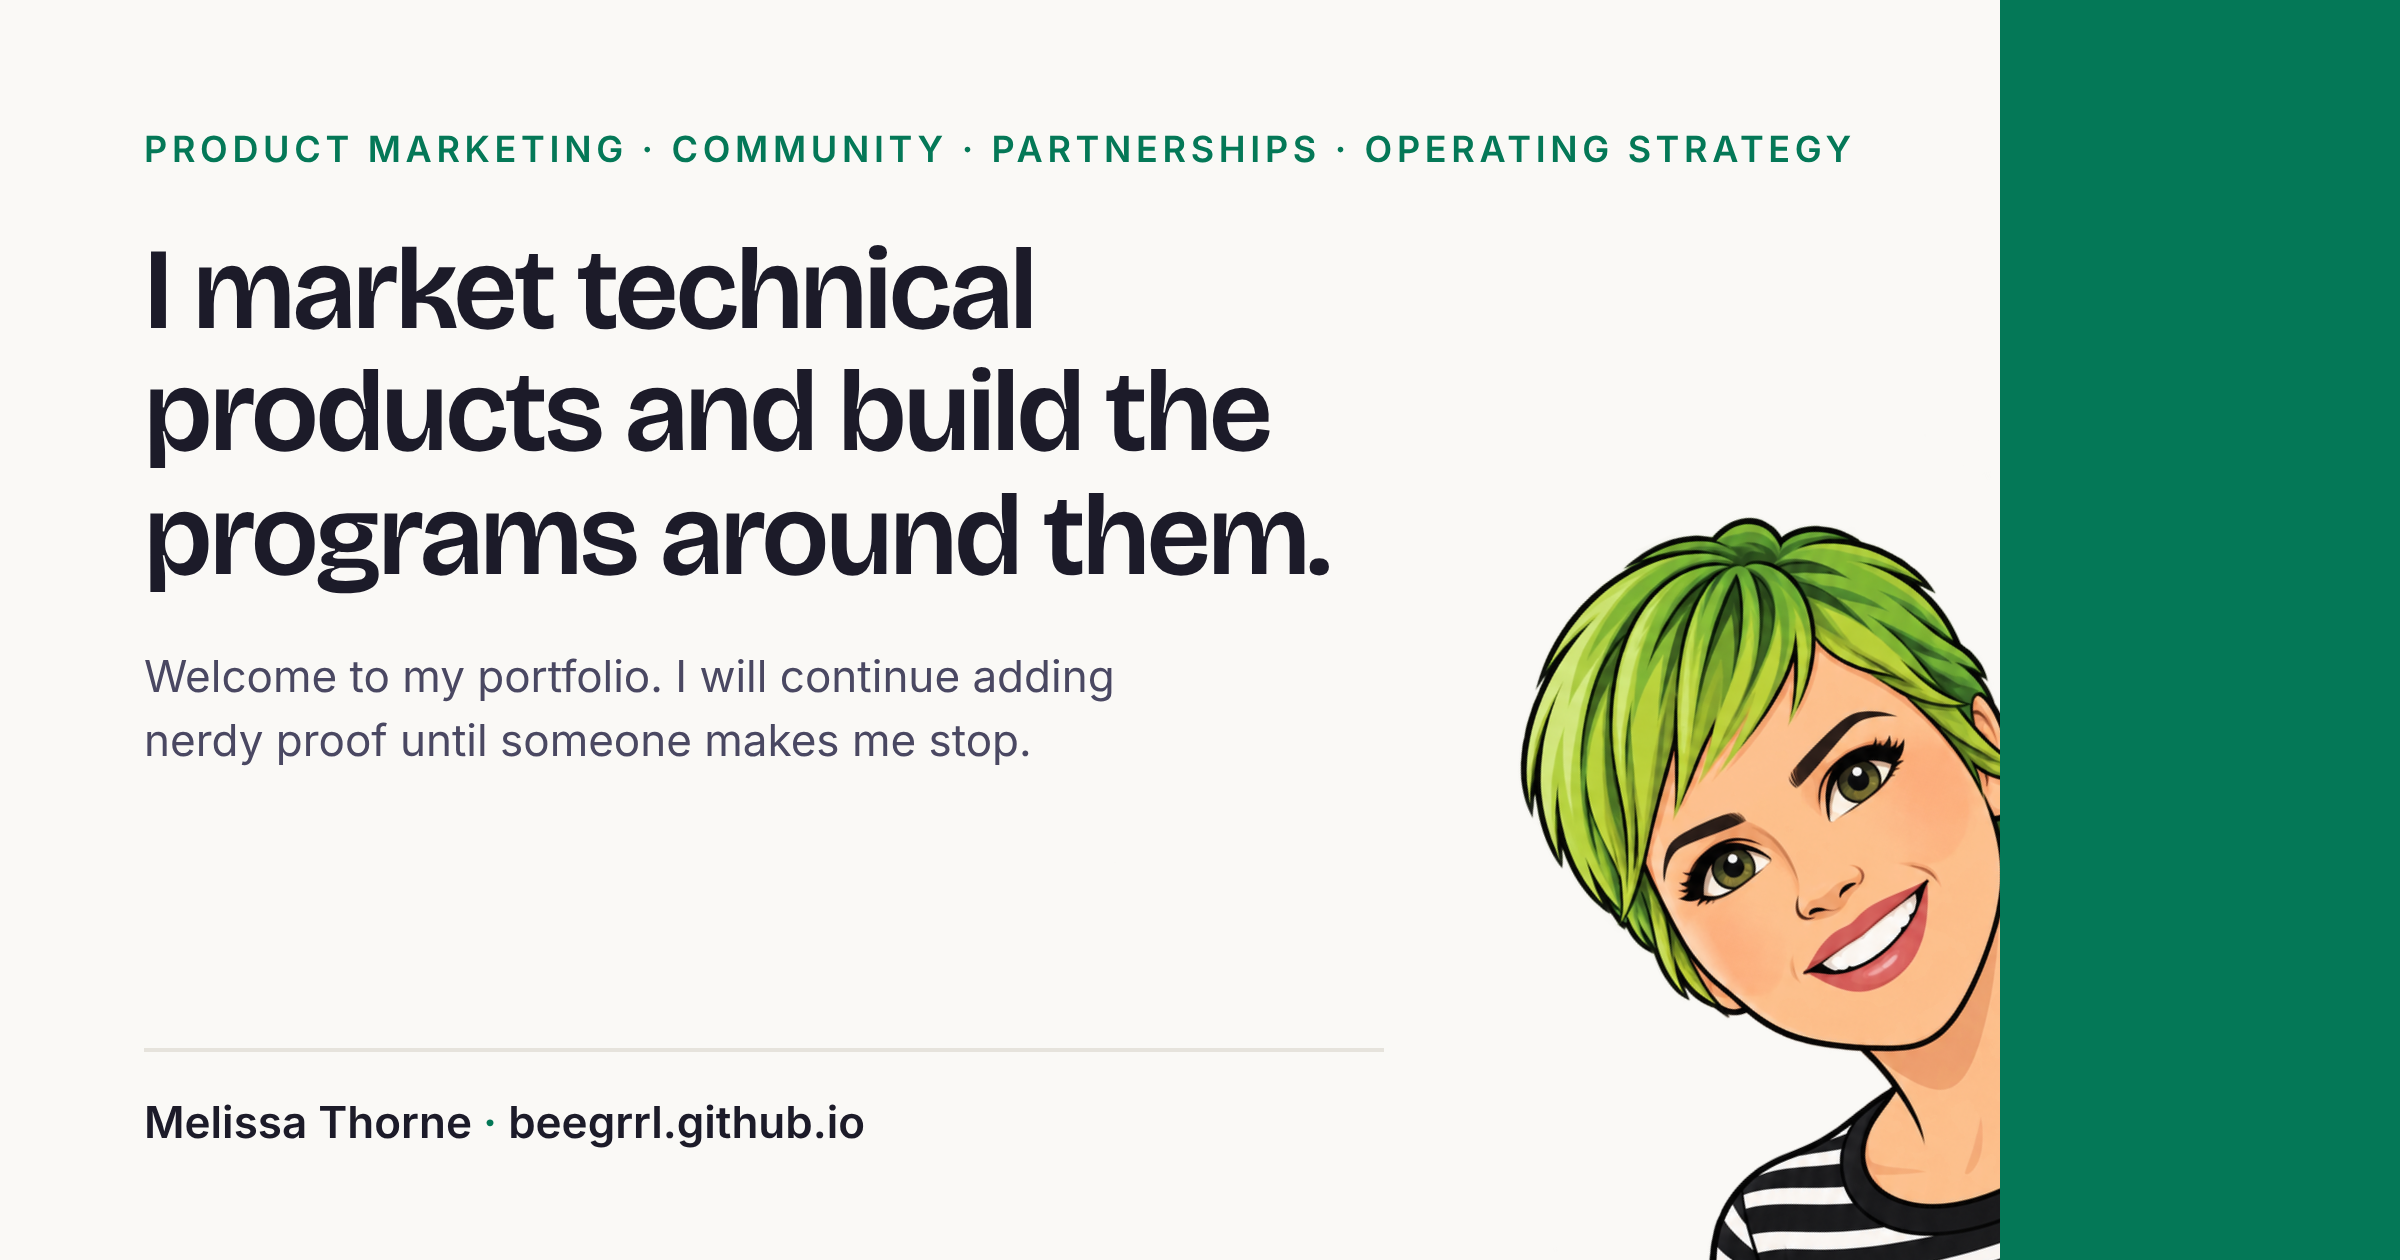 PRODUCT MARKETING · COMMUNITY · PARTNERSHIPS · OPERATING STRATEGY
I market technical
products and build the
programs around them.
Welcome to my portfolio. I will continue adding
nerdy proof until someone makes me stop.
Melissa Thorne · beegrrl.github.io